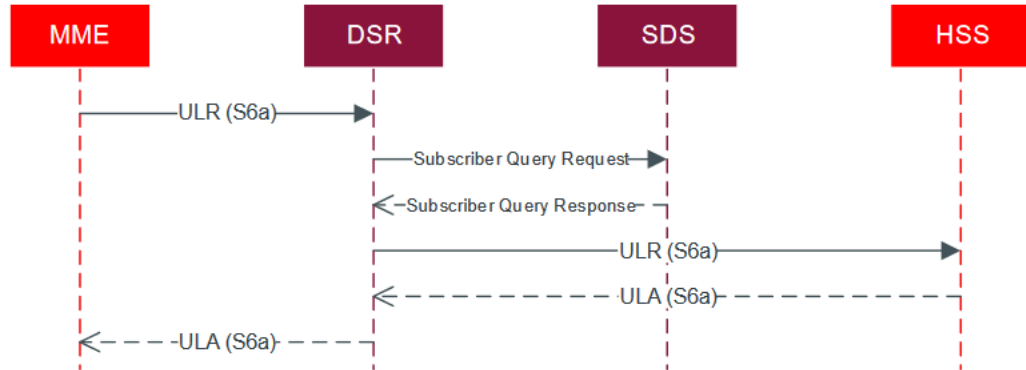 MME
DSR
SDS
HSS
ULR (S6a)
Subscriber Query Request
Subscriber Query Response
ULR (S6a)
ULA (S6a)
ULA (S6a)